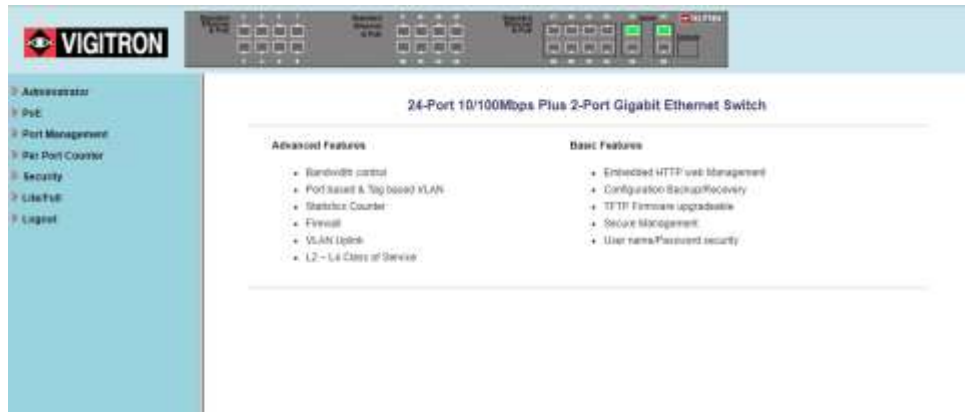 VIGITRON
Administrator
PoE
Port Management
Per Port Counter
Security
Lite/Full
Logout
24-Port 10/100Mbps Plus 2-Port Gigabit Ethernet Switch
Advanced Features
Bandwidth control
Port based & Tag based VLAN
Statistics Counter
Firewall
VLAN Uplink
L2 – L4 Class of Service
Basic Features
Embedded HTTP web Management
Configuration Backup/Recovery
TFTP Firmware upgradeable
Secure Management
User name/Password security